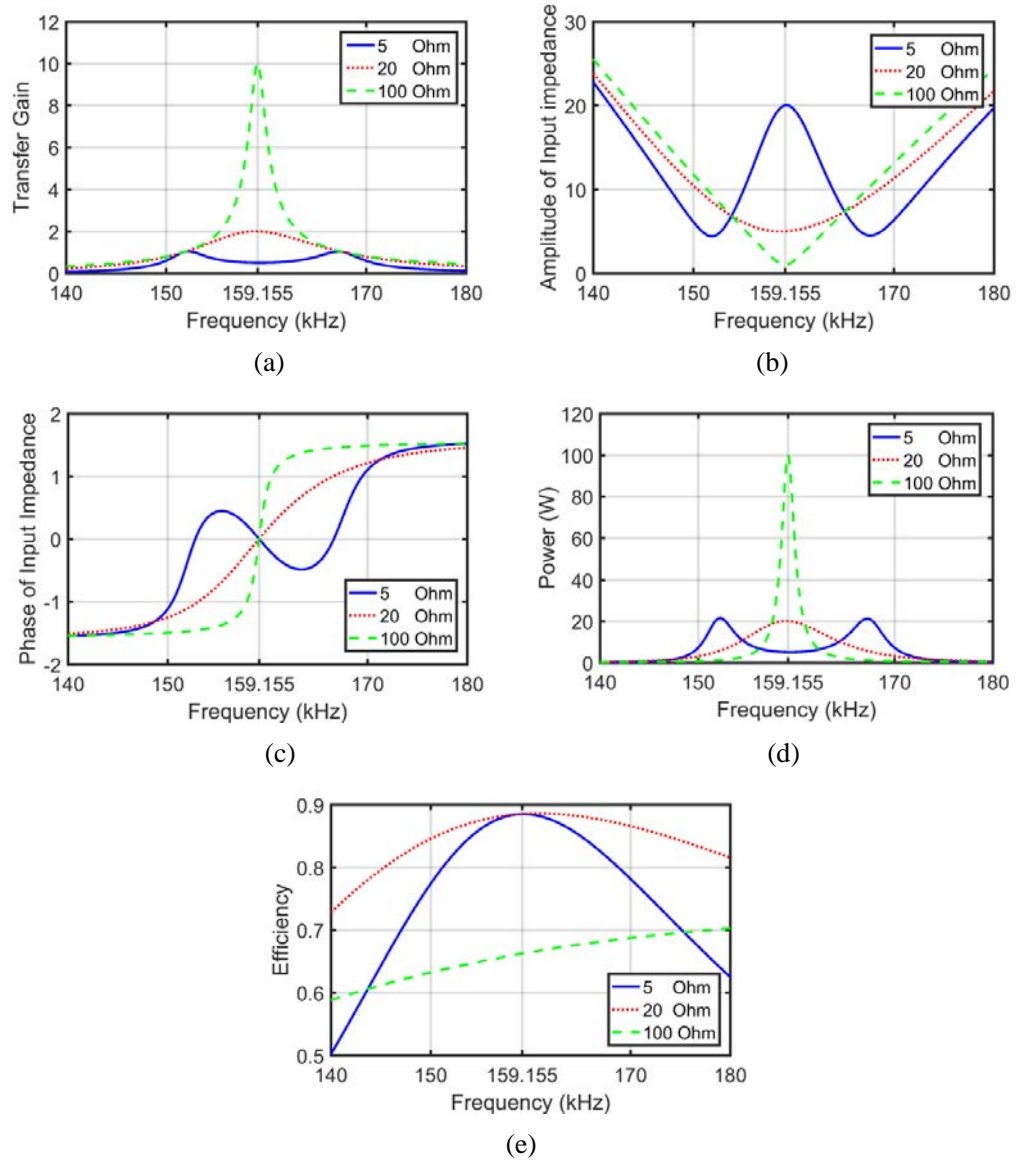 12
10
8
6
4
2
0
Transfer Gain
5 Ohm
20 Ohm
100 Ohm
140 150 159.155 170 180
Frequency (kHz)
(a)
30
20
10
0
Amplitude of Input impedance
5 Ohm
20 Ohm
100 Ohm
140 150 159.155 170 180
Frequency (kHz)
(b)
2
1
0
-1
-2
Phase of Input Impedance
5 Ohm
20 Ohm
100 Ohm
140 150 159.155 170 180
Frequency (kHz)
(c)
120
100
80
60
40
20
0
Power (W)
5 Ohm
20 Ohm
100 Ohm
140 150 159.155 170 180
Frequency (kHz)
(d)
0.9
0.8
0.7
0.6
0.5
Efficiency
5 Ohm
20 Ohm
100 Ohm
140 150 159.155 170 180
Frequency (kHz)
(e)